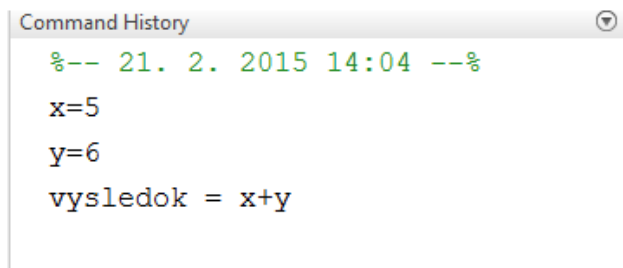 Command History
%-- 21. 2. 2015 14:04 --%
x=5
y=6
vysledok = x+y